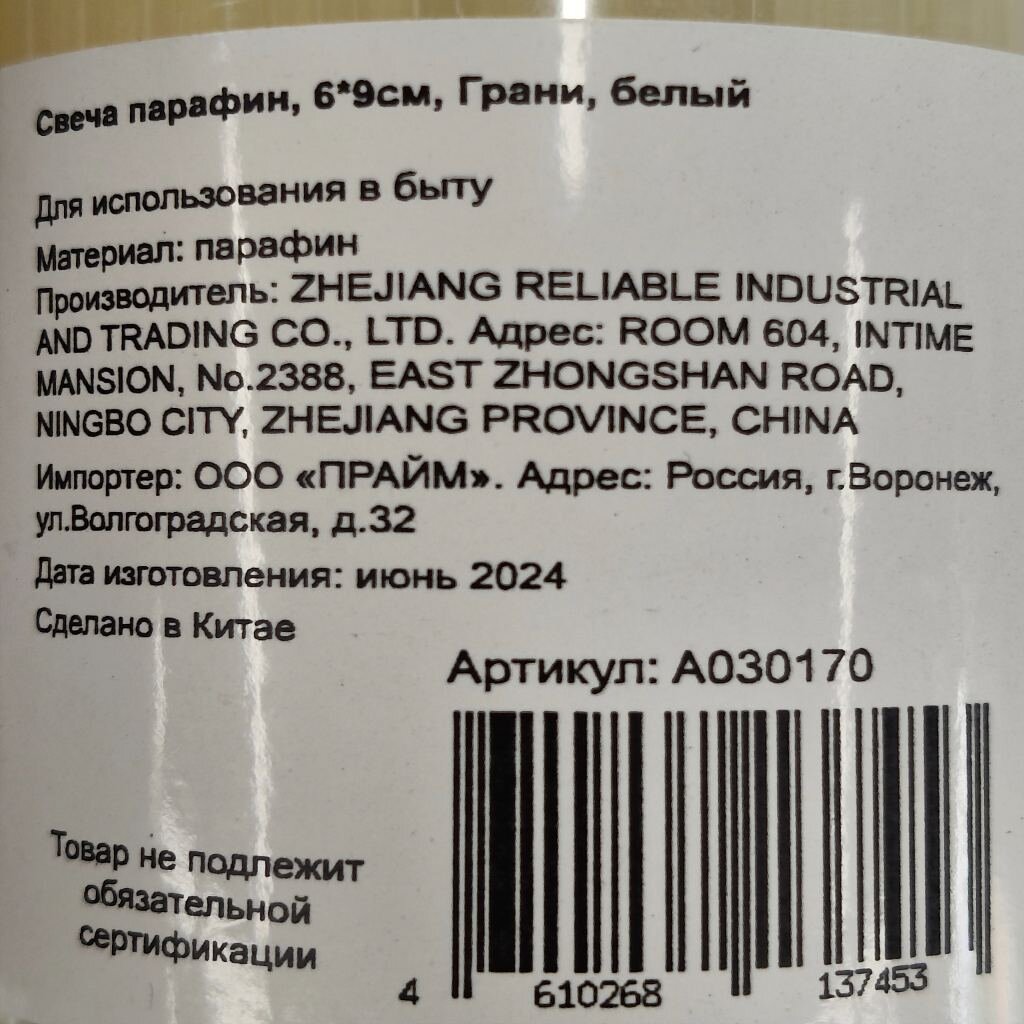 Свеча парафин, 6*9см, Грани, белый
Для использования в быту
Материал: парафин
Производитель: ZHEJIANG RELIABLE INDUSTRIAL
AND TRADING CO., LTD. Адрес: ROOM 604, INTIME
MANSION, No.2388, EAST ZHONGSHAN ROAD,
NINGBO CITY, ZHEJIANG PROVINCE, CHINA
Импортер: ООО «ПРАЙМ». Адрес: Россия, г.Воронеж,
ул.Волгоградская, д.32
Дата изготовления: июнь 2024
Сделано в Китае
Артикул: А030170
Товар не подлежит
обязательной
сертификации
4 610268 137453